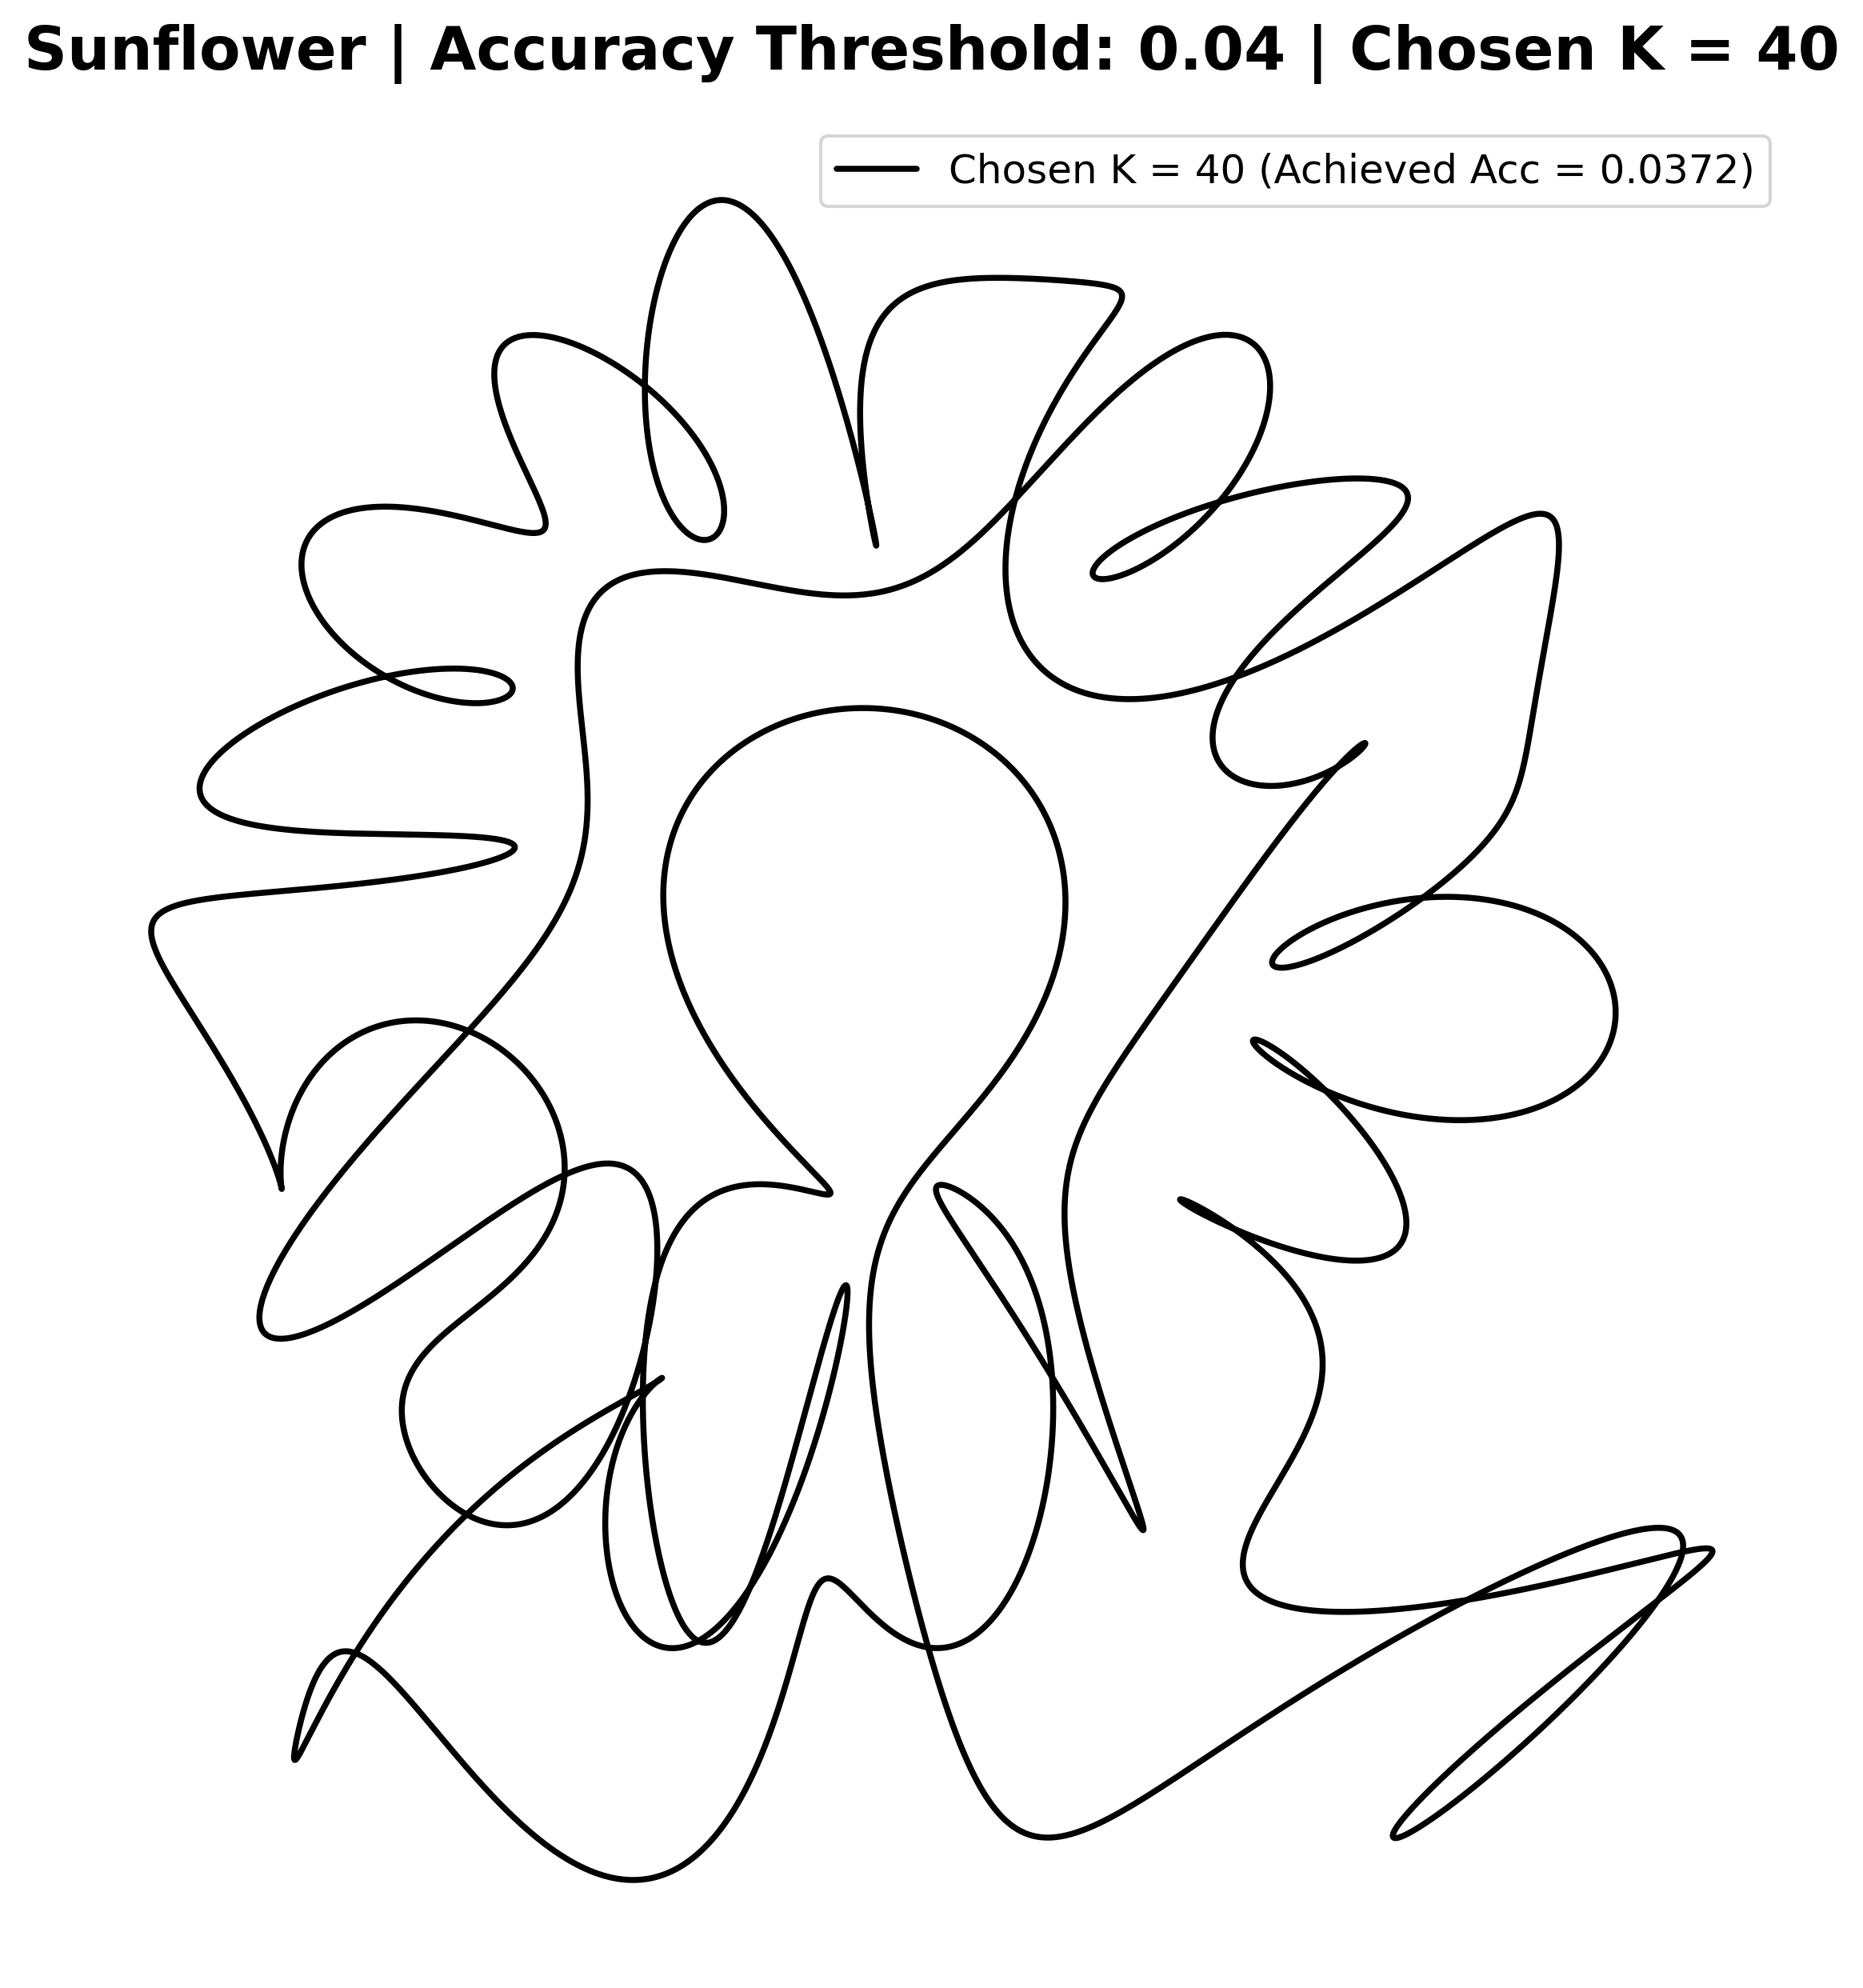 Sunflower | Accuracy Threshold: 0.04 | Chosen K = 40
Chosen K = 40 (Achieved Acc = 0.0372)